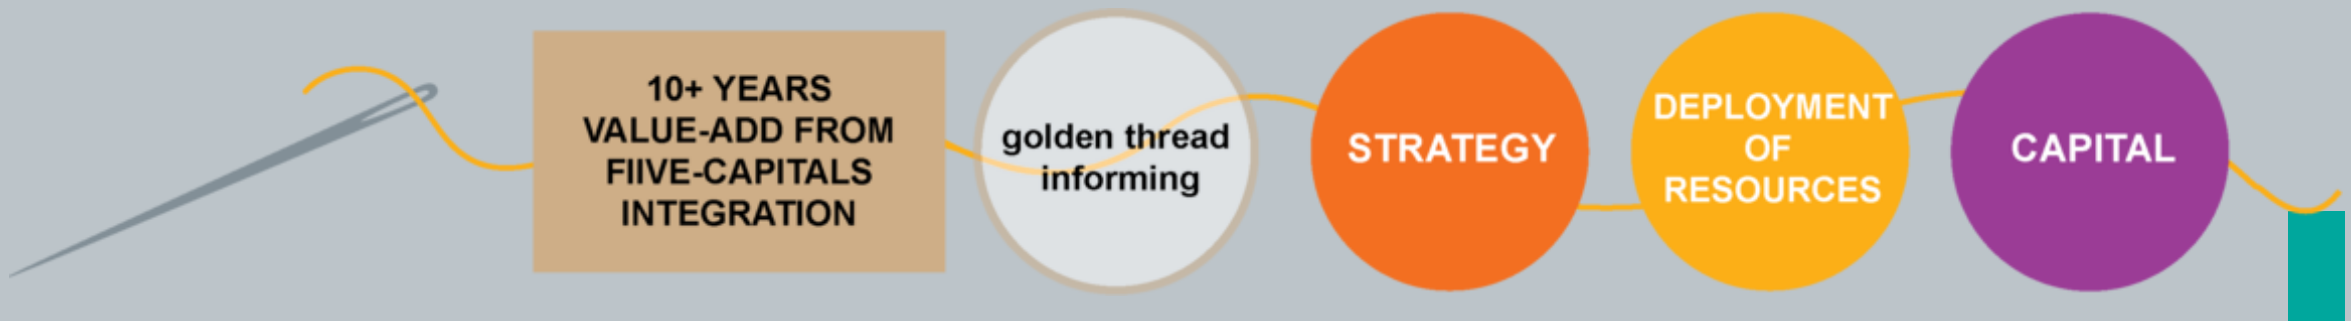 10+ YEARS
VALUE-ADD FROM
FIIVE-CAPITALS
INTEGRATION
golden thread
informing
STRATEGY
DEPLOYMENT
OF
RESOURCES
CAPITAL